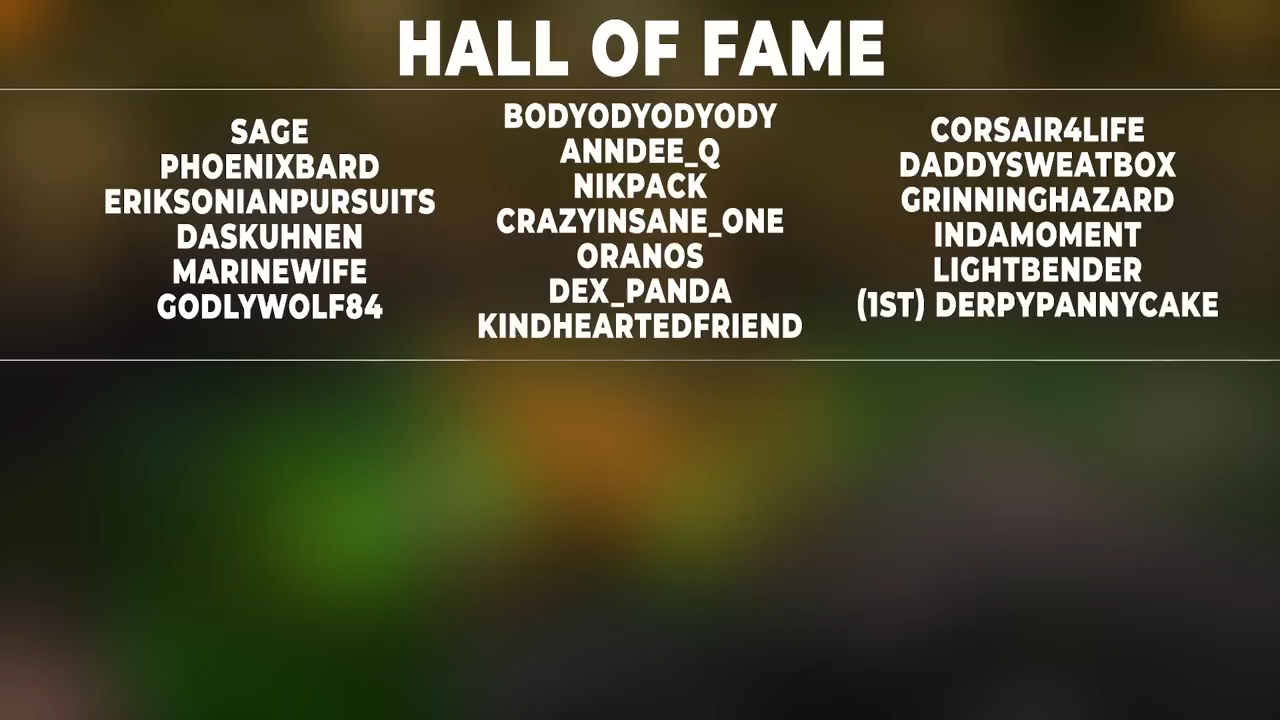 HALL OF FAME
SAGE
PHOENIXBARD
ERIKSONIANPURSUITS
DASKUHNEN
MARINEWIFE
GODLYWOLF84
BODYODYODYODY
ANNDEE_Q
NIKPACK
CRAZYINSANE_ONE
ORANOS
DEX_PANDA
KINDHEARTEDFRIEND
CORSAIR4LIFE
DADDYSWEATBOX
GRINNINGHAZARD
INDAMOMENT
LIGHTBENDER
(1ST) DERPYPANNYCAKE